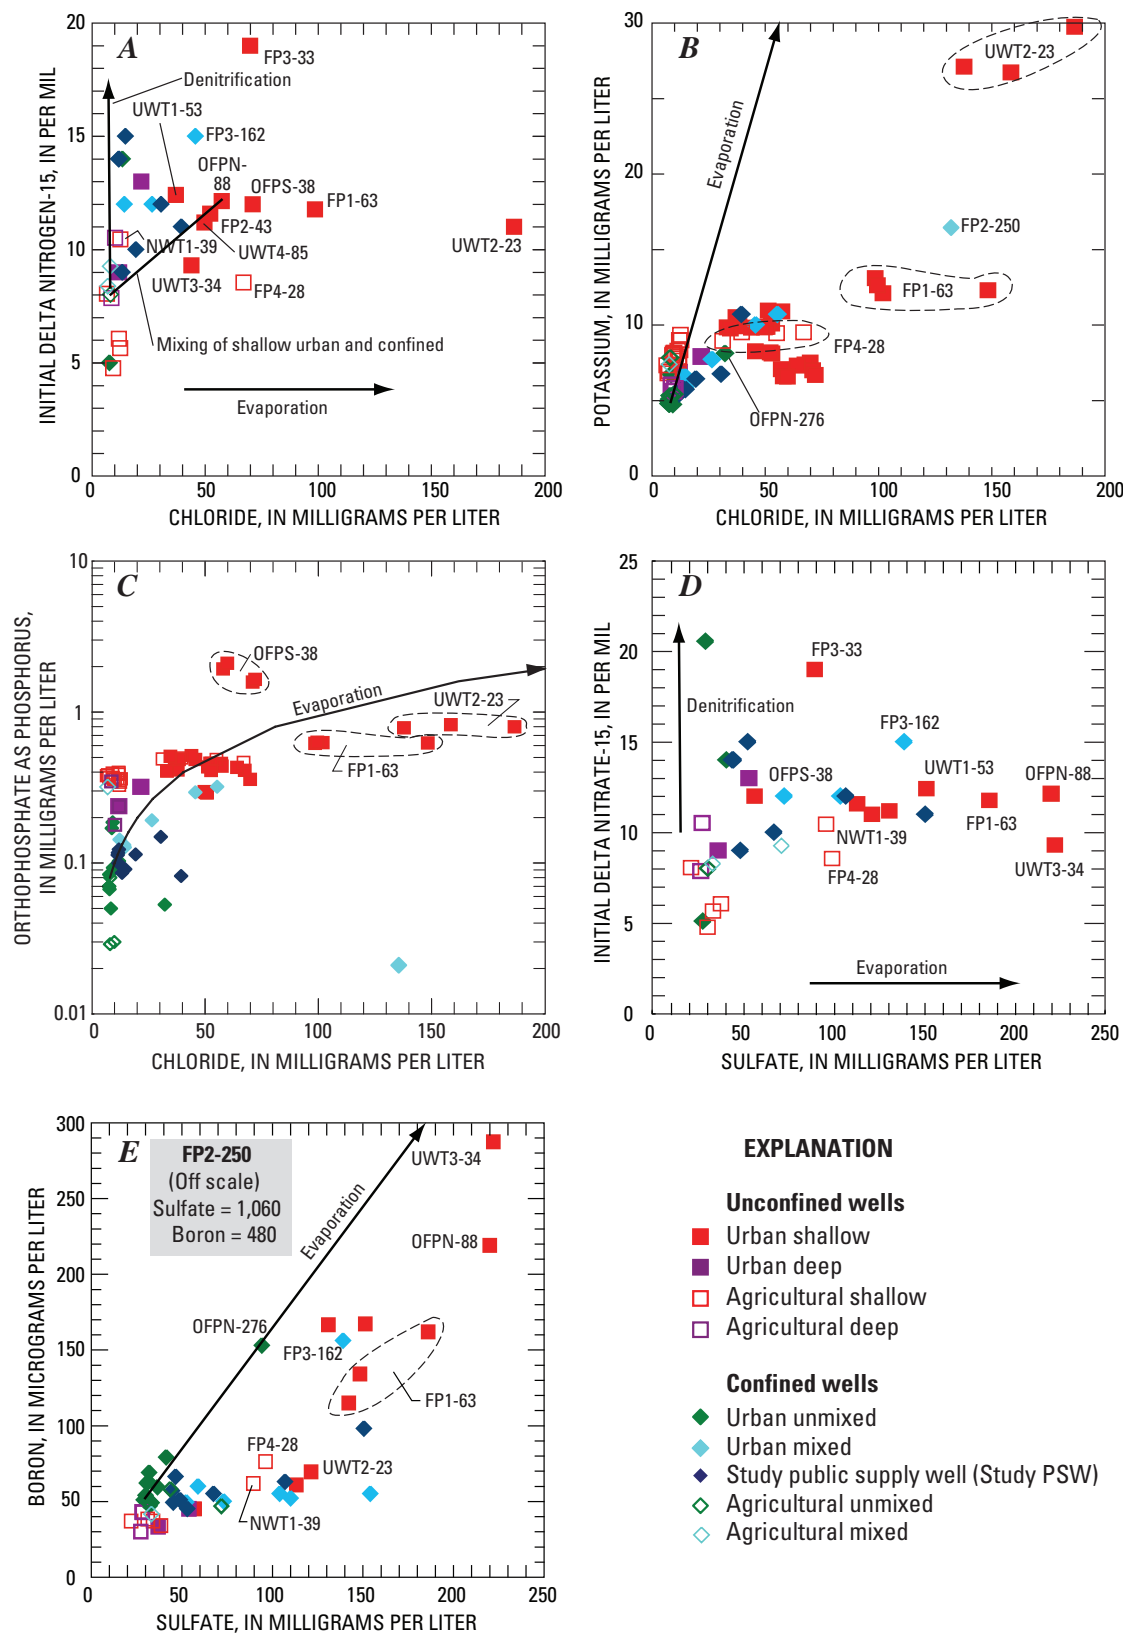 A
20
15
10
5
0
INITIAL DELTA NITROGEN-15, IN PER MIL
FP3-33
Denitrification
UWT1-53
FP3-162
OFPN-
88
OFPS-38
FP1-63
FP2-43
UWT2-23
NWT1-39
UWT4-85
UWT3-34
FP4-28
Mixing of shallow urban and confined
Evaporation
0
50
100
150
200
CHLORIDE, IN MILLIGRAMS PER LITER
B
30
20
10
0
POTASSIUM, IN MILLIGRAMS PER LITER
UWT2-23
Evaporation
FP2-250
FP1-63
FP4-28
OFPN-276
0
50
100
150
200
CHLORIDE, IN MILLIGRAMS PER LITER
C
10
1
0.1
0.01
ORTHOPHOSPHATE AS PHOSPHORUS,
IN MILLIGRAMS PER LITER
OFPS-38
Evaporation
UWT2-23
FP1-63
0
50
100
150
200
CHLORIDE, IN MILLIGRAMS PER LITER
D
25
20
15
10
5
0
INITIAL DELTA NITRATE-15, IN PER MIL
FP3-33
Denitrification
FP3-162
OFPS-38
UWT1-53
OFPN-88
NWT1-39
FP1-63
FP4-28
UWT3-34
Evaporation
0
50
100
150
200
250
SULFATE, IN MILLIGRAMS PER LITER
E
300
250
200
150
100
50
0
BORON, IN MICROGRAMS PER LITER
FP2-250
(Off scale)
Sulfate = 1,060
Boron = 480
Evaporation
UWT3-34
OFPN-88
OFPN-276
FP3-162
FP1-63
FP4-28
UWT2-23
NWT1-39
0
50
100
150
200
250
SULFATE, IN MILLIGRAMS PER LITER
EXPLANATION
Unconfined wells
Urban shallow
Urban deep
Agricultural shallow
Agricultural deep
Confined wells
Urban unmixed
Urban mixed
Study public supply well (Study PSW)
Agricultural unmixed
Agricultural mixed